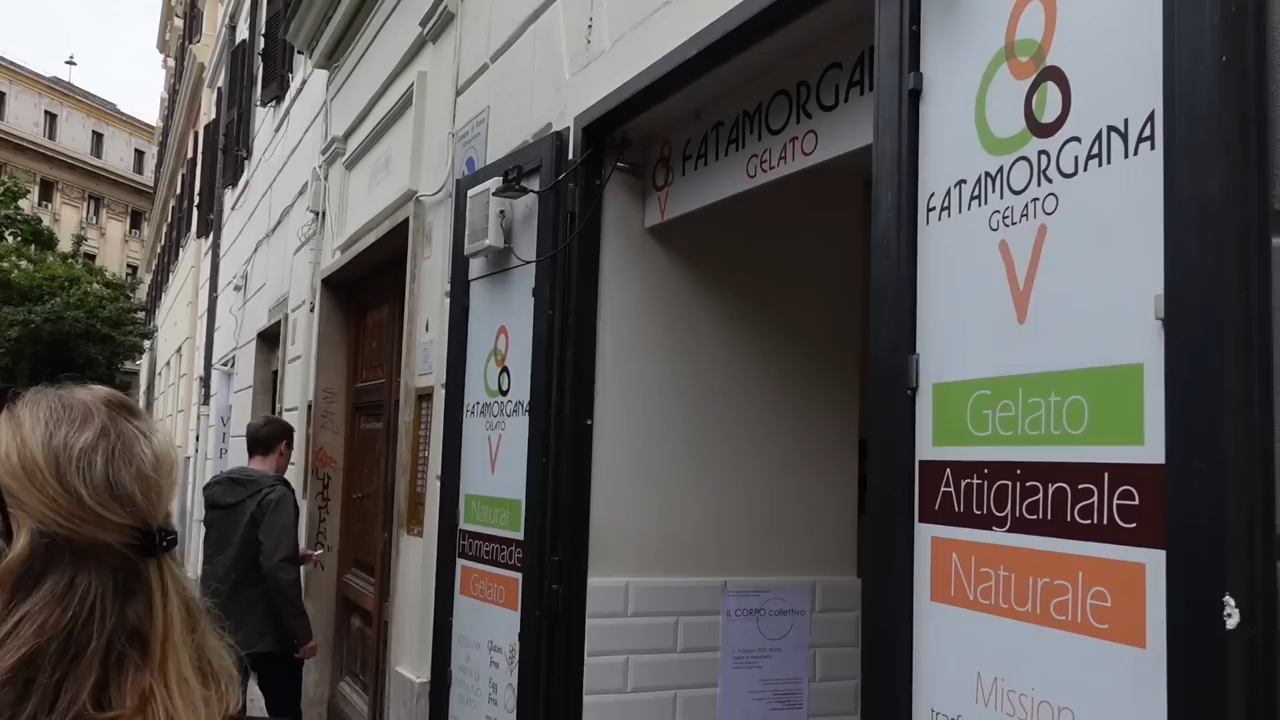 VIP
FATAMORGANA
GELATO
Natural
Homemade
Gelato
Gluten
Free
Egg
Free
FATAMORGANA
GELATO
IL CORPO collettivo
FATAMORGANA
GELATO
Gelato
Artigianale
Naturale
Mission